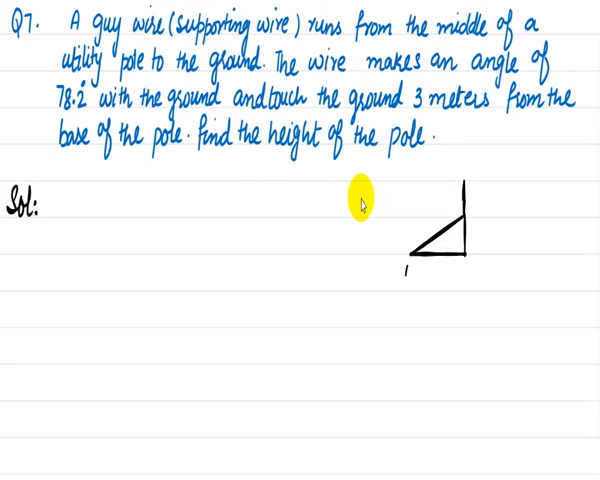 Q7. A guy wire (supporting wire) runs from the middle of a
utility pole to the ground. The wire makes an angle of
78.2° with the ground and touch the ground 3 meters from the
base of the pole. find the height of the pole.
Sol: